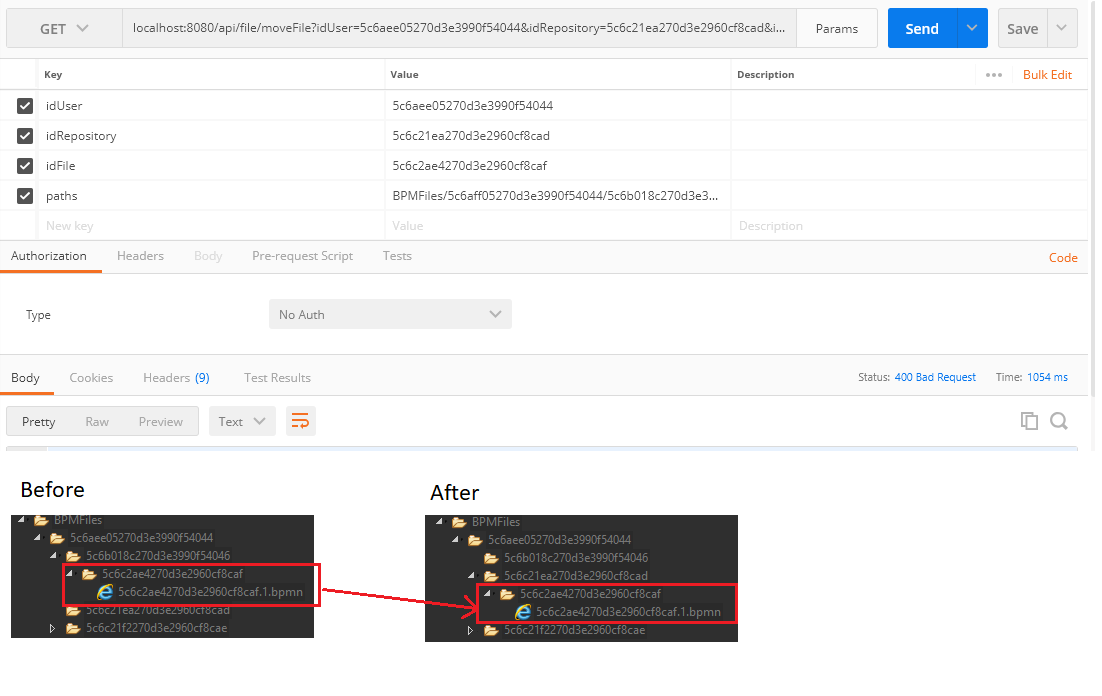 GET localhost:8080/api/file/moveFile?idUser=5c6aee05270d3e3990f54044&idRepository=5c6c21ea270d3e2960cf8cad&i... Params Send Save
Key Value Description ••• Bulk Edit
idUser 5c6aee05270d3e3990f54044
idRepository 5c6c21ea270d3e2960cf8cad
idFile 5c6c2ae4270d3e2960cf8caf
paths BPMFiles/5c6aff05270d3e3990f54044/5c6b018c270d3e3...
New key Value Description
Authorization Headers Body Pre-request Script Tests Code
Type No Auth
Body Cookies Headers (9) Test Results Status: 400 Bad Request Time: 1054 ms
Pretty Raw Preview Text
Before
BPMFiles
5c6aee05270d3e3990f54044
5c6b018c270d3e3990f54046
5c6c2ae4270d3e2960cf8caf
5c6c2ae4270d3e2960cf8caf.1.bpmn
5c6c21ea270d3e2960cf8cad
5c6c21f2270d3e2960cf8cae
After
BPMFiles
5c6aee05270d3e3990f54044
5c6b018c270d3e3990f54046
5c6c21ea270d3e2960cf8cad
5c6c2ae4270d3e2960cf8caf
5c6c2ae4270d3e2960cf8caf.1.bpmn
5c6c21f2270d3e2960cf8cae